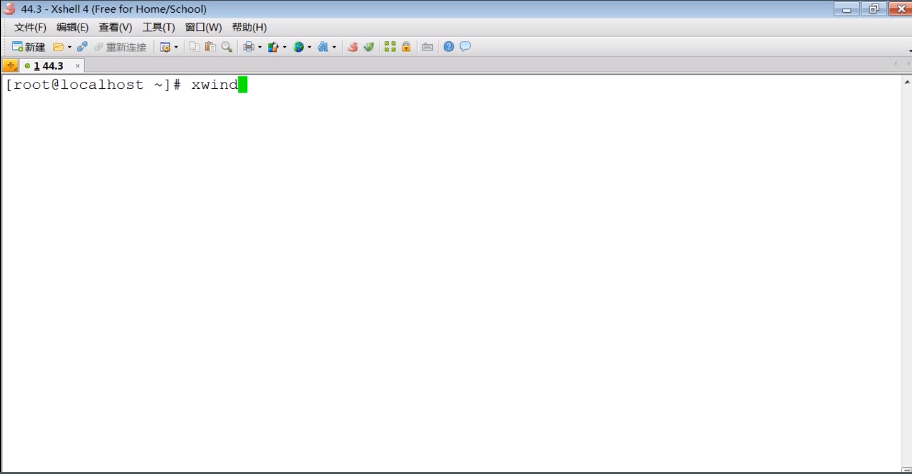 44.3 - Xshell 4 (Free for Home/School)
文件(F) 编辑(E) 查看(V) 工具(T) 窗口(W) 帮助(H)
新建 重新连接
1 44.3
[root@localhost ~]# xwind